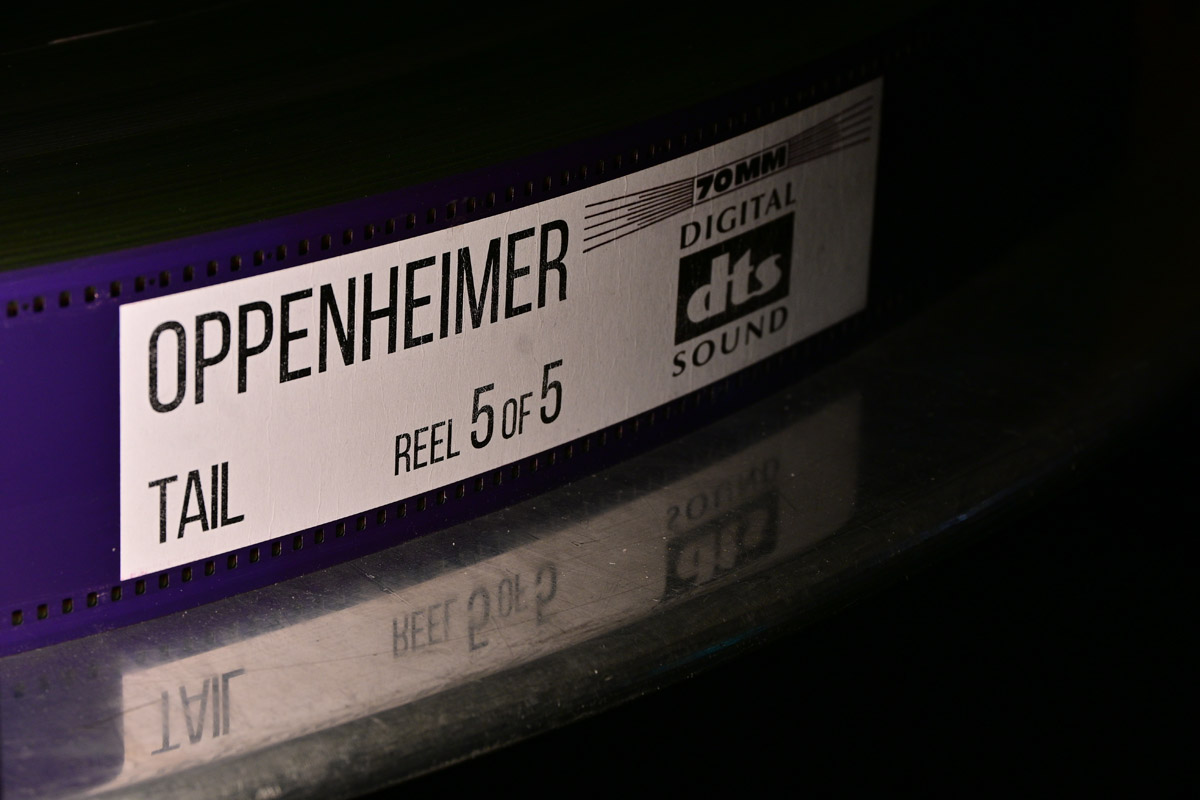 OPPENHEIMER
REEL 5 OF 5
TAIL
70MM
DIGITAL
dts
SOUND